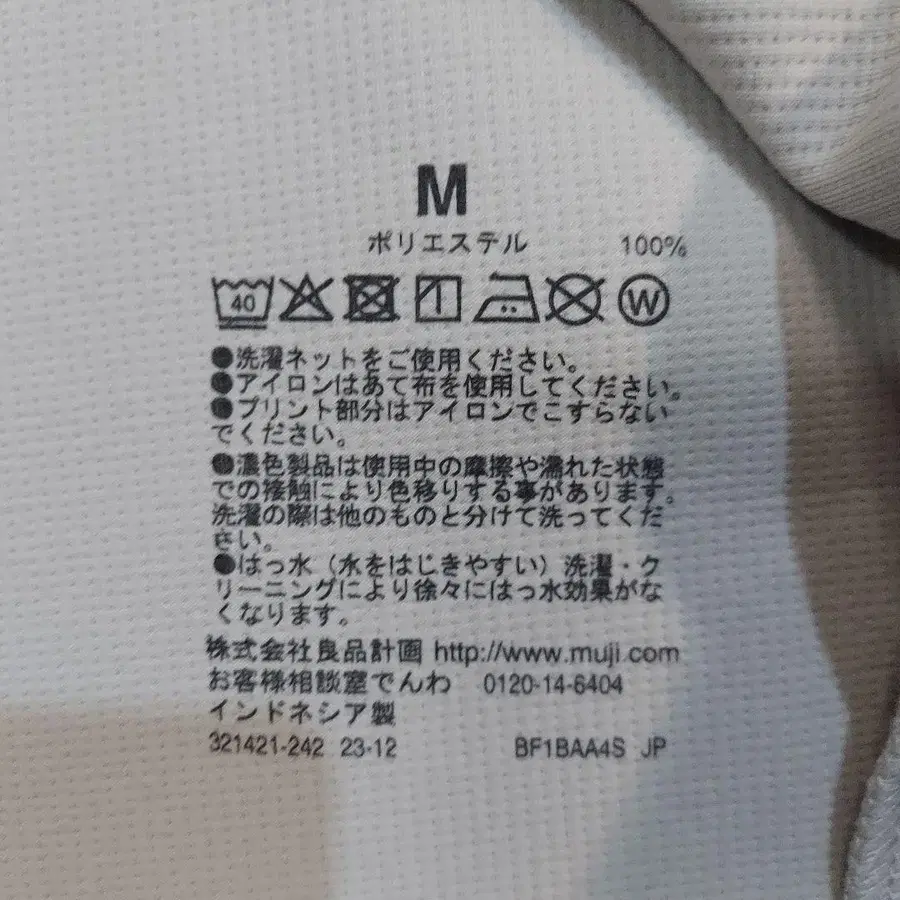 M
ポリエステル 100%
40
W
●洗濯ネットをご使用ください。
●アイロンはあて布を使用してください。
●プリント部分はアイロンでこすらない
でください。
●濃色製品は使用中の摩擦や濡れた状態
での接触により色移りする事があります。
洗濯の際は他のものと分けて洗ってくだ
さい。
●はっ水（水をはじきやすい）洗濯・ク
リーニングにより徐々にはっ水効果がな
くなります。
株式会社良品計画 http://www.muji.com
お客様相談室でんわ 0120-14-6404
インドネシア製
321421-242 23-12 BF1BAA4S JP